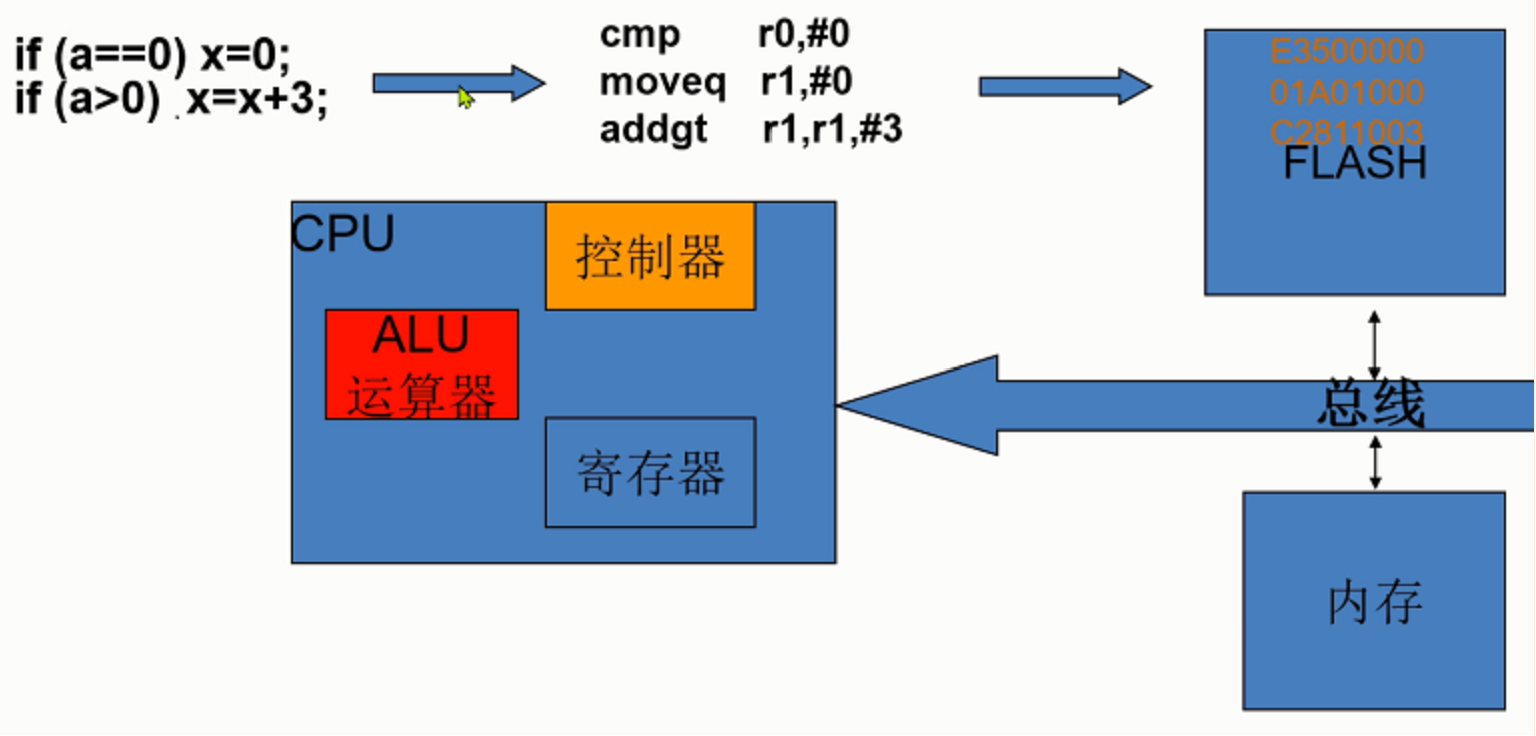 if (a==0) x=0;
if (a>0) x=x+3;
cmp r0,#0
moveq r1,#0
addgt r1,r1,#3
E3500000
01A01000
C2811003
FLASH
CPU
控制器
ALU
运算器
寄存器
总线
内存